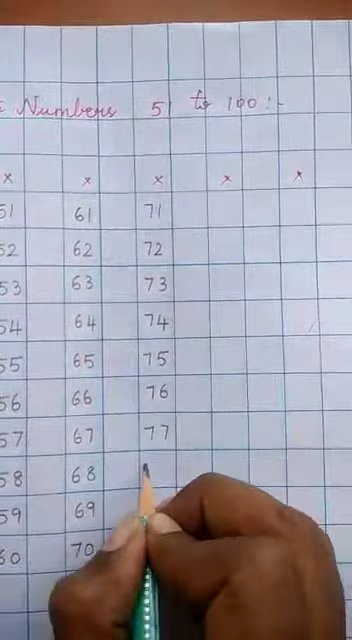 Numbers 51 to 100:-
x x x x x
51 61 71
52 62 72
53 63 73
54 64 74
55 65 75
56 66 76
57 67 77
58 68
59 69
60 70